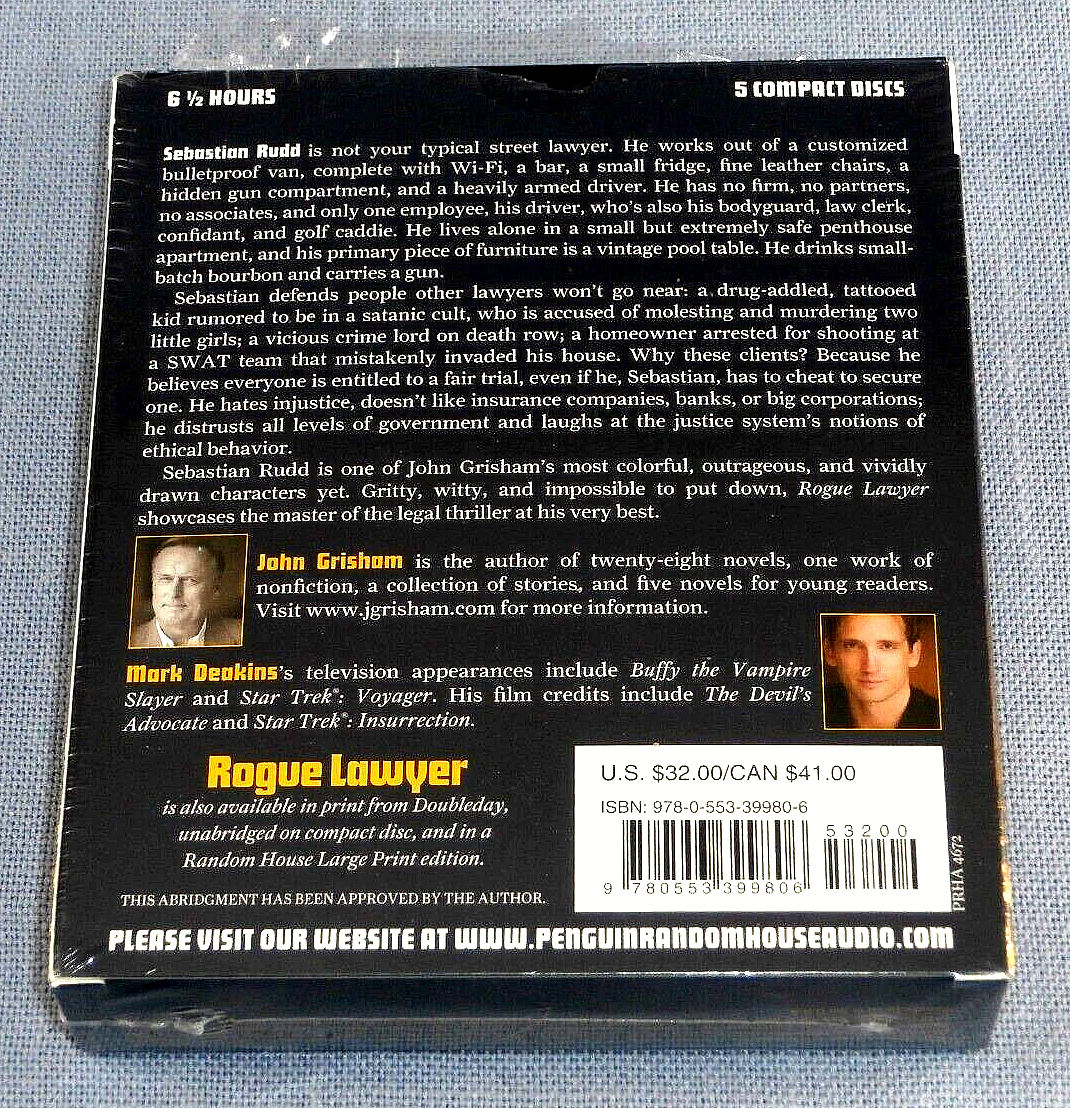 6 ½ HOURS
5 COMPACT DISCS
Sebastian Rudd is not your typical street lawyer. He works out of a customized
bulletproof van, complete with Wi-Fi, a bar, a small fridge, fine leather chairs, a
hidden gun compartment, and a heavily armed driver. He has no firm, no partners,
no associates, and only one employee, his driver, who's also his bodyguard, law clerk,
confidant, and golf caddie. He lives alone in a small but extremely safe penthouse
apartment, and his primary piece of furniture is a vintage pool table. He drinks small-
batch bourbon and carries a gun.
Sebastian defends people other lawyers won't go near: a drug-addled, tattooed
kid rumored to be in a satanic cult, who is accused of molesting and murdering two
little girls; a vicious crime lord on death row; a homeowner arrested for shooting at
a SWAT team that mistakenly invaded his house. Why these clients? Because he
believes everyone is entitled to a fair trial, even if he, Sebastian, has to cheat to secure
one. He hates injustice, doesn't like insurance companies, banks, or big corporations;
he distrusts all levels of government and laughs at the justice system's notions of
ethical behavior.
Sebastian Rudd is one of John Grisham's most colorful, outrageous, and vividly
drawn characters yet. Gritty, witty, and impossible to put down, Rogue Lawyer
showcases the master of the legal thriller at his very best.
John Grisham is the author of twenty-eight novels, one work of
nonfiction, a collection of stories, and five novels for young readers.
Visit www.jgrisham.com for more information.
Mark Deakins's television appearances include Buffy the Vampire
Slayer and Star Trek®: Voyager. His film credits include The Devil's
Advocate and Star Trek®: Insurrection.
Rogue Lawyer
is also available in print from Doubleday,
unabridged on compact disc, and in a
Random House Large Print edition.
THIS ABRIDGMENT HAS BEEN APPROVED BY THE AUTHOR.
U.S. $32.00/CAN $41.00
ISBN: 978-0-553-39980-6
53200
9 780553 399806
PRHA 4672
PLEASE VISIT OUR WEBSITE AT WWW.PENGUINRANDOMHOUSEAUDIO.COM